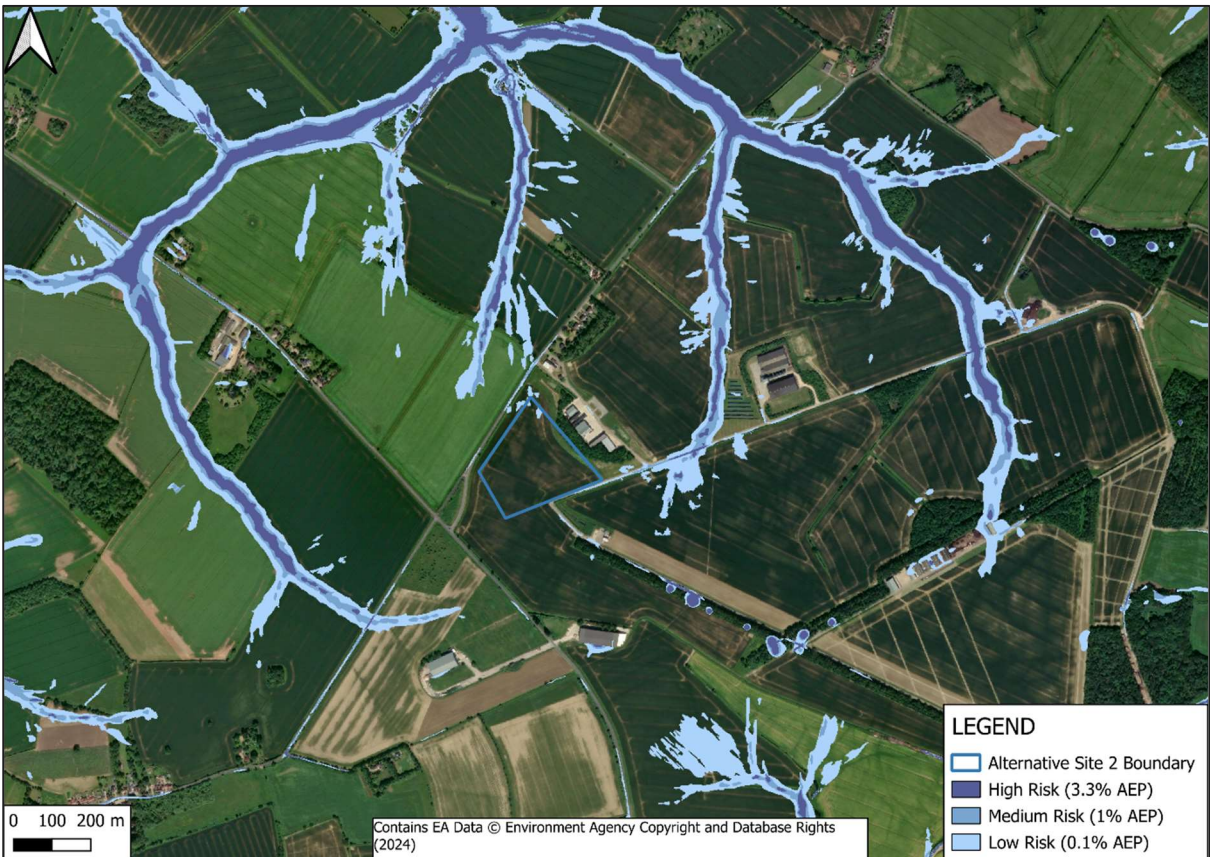 LEGEND
Alternative Site 2 Boundary
High Risk (3.3% AEP)
Medium Risk (1% AEP)
Low Risk (0.1% AEP)
0 100 200 m
Contains EA Data © Environment Agency Copyright and Database Rights
(2024)